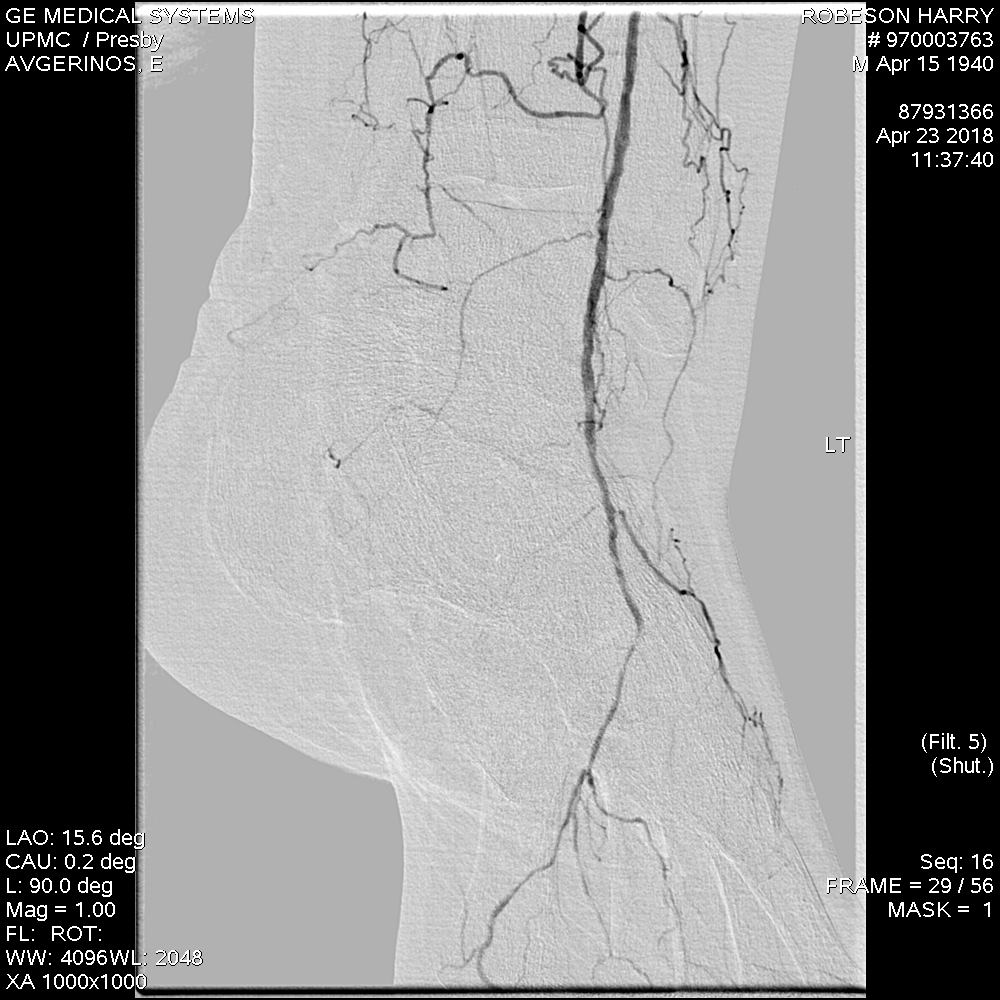 GE MEDICAL SYSTEMS
UPMC / Presby
AVGERINOS, E
ROBESON HARRY
# 970003763
M Apr 15 1940
87931366
Apr 23 2018
11:37:40
LT
(Filt. 5)
(Shut.)
LAO: 15.6 deg
CAU: 0.2 deg
L: 90.0 deg
Mag = 1.00
FL: ROT:
WW: 4096WL: 2048
XA 1000x1000
Seq: 16
FRAME = 29 / 56
MASK = 1